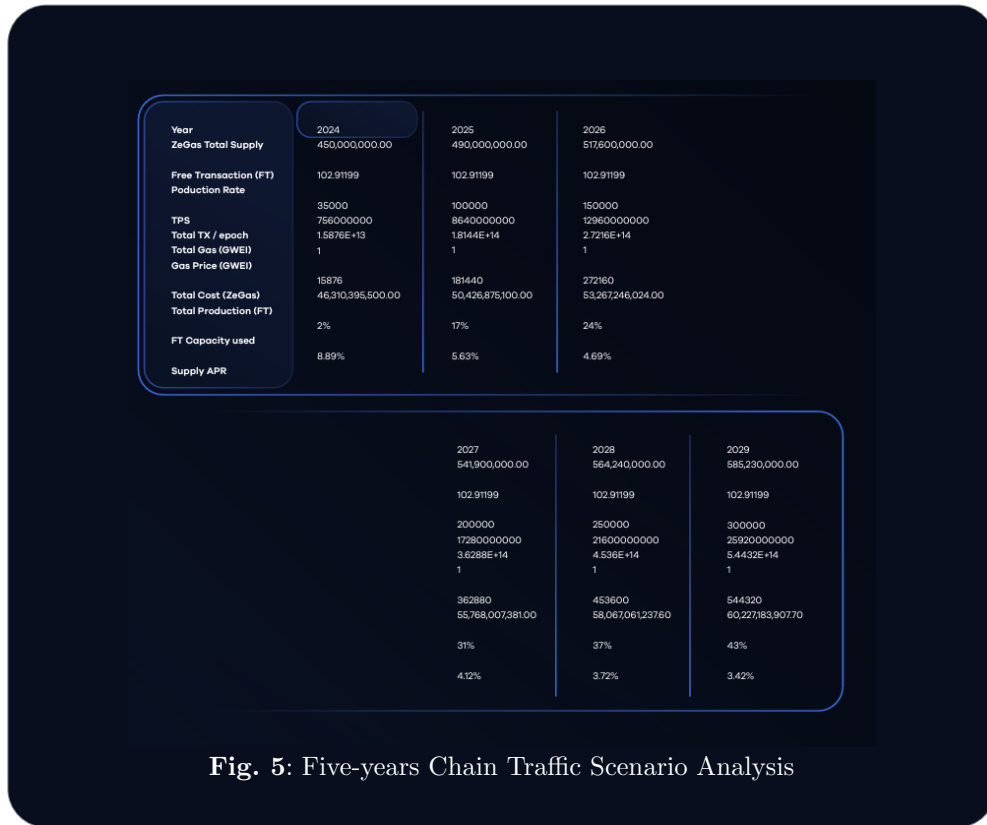 Year 2024 2025 2026
ZeGas Total Supply 450,000,000.00 490,000,000.00 517,600,000.00
Free Transaction (FT) 102.91199 102.91199 102.91199
Poduction Rate
35000 100000 150000
TPS 756000000 8640000000 12960000000
Total TX / epoch 1.5876E+13 1.8144E+14 2.7216E+14
Total Gas (GWEI) 1 1 1
Gas Price (GWEI)
15876 181440 272160
Total Cost (ZeGas) 46,310,395,500.00 50,426,875,100.00 53,267,246,024.00
Total Production (FT)
2% 17% 24%
FT Capacity used
8.89% 5.63% 4.69%
Supply APR
2027 2028 2029
541,900,000.00 564,240,000.00 585,230,000.00
102.91199 102.91199 102.91199
200000 250000 300000
17280000000 21600000000 25920000000
3.6288E+14 4.536E+14 5.4432E+14
1 1 1
362880 453600 544320
55,768,007,381.00 58,067,061,237.60 60,227,183,907.70
31% 37% 43%
4.12% 3.72% 3.42%
Fig. 5: Five-years Chain Traffic Scenario Analysis